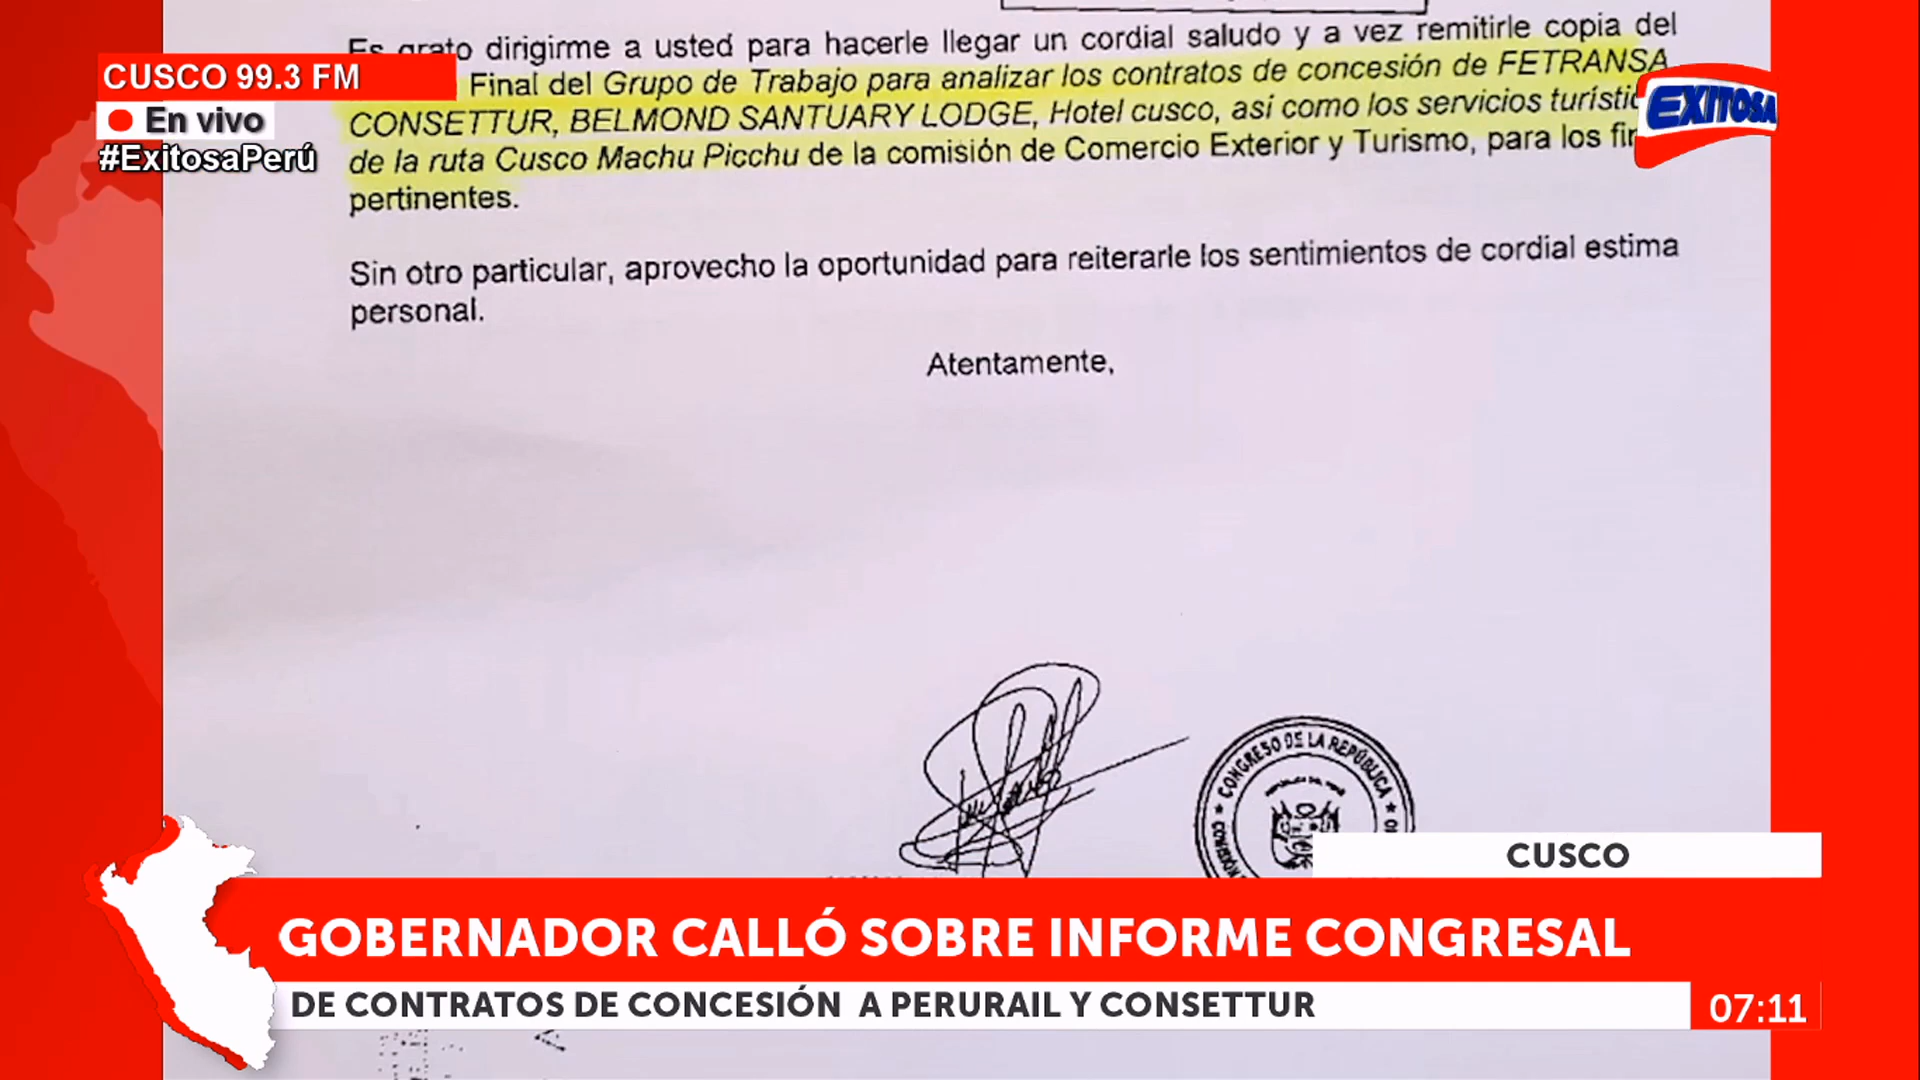 Es grato dirigirme a usted para hacerle llegar un cordial saludo y a vez remitirle copia del
CUSCO 99.3 FM
Final del Grupo de Trabajo para analizar los contratos de concesión de FETRANSA
En vivo
CONSETTUR, BELMOND SANTUARY LODGE, Hotel cusco, así como los servicios
EXITOSA
#ExitosaPerú
de la ruta Cusco Machu Picchu de la comisión de Comercio Exterior y Turismo, para los
pertinentes.
Sin otro particular, aprovecho la oportunidad para reiterarle los sentimientos de cordial estima
personal.
Atentamente,
CONGRESO DE LA REPÚBLICA
CUSCO
GOBERNADOR CALLÓ SOBRE INFORME CONGRESAL
DE CONTRATOS DE CONCESIÓN A PERURAIL Y CONSETTUR
07:11